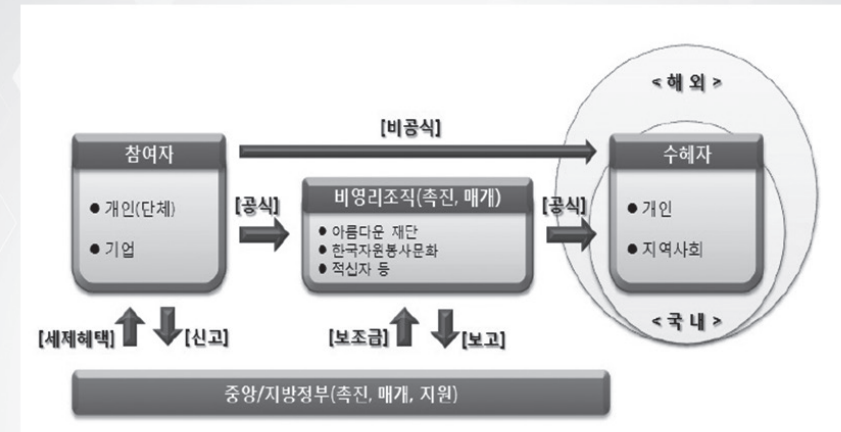 < 해 외 >
[비공식]
참여자
수혜자
● 개인(단체)
● 기업
[공식]
비영리조직(촉진, 매개)
● 아름다운 재단
● 한국자원봉사문화
● 적십자 등
[공식]
● 개인
● 지역사회
< 국 내 >
[세제혜택]
[신고]
[보조금]
[보고]
중앙/지방정부(촉진, 매개, 지원)